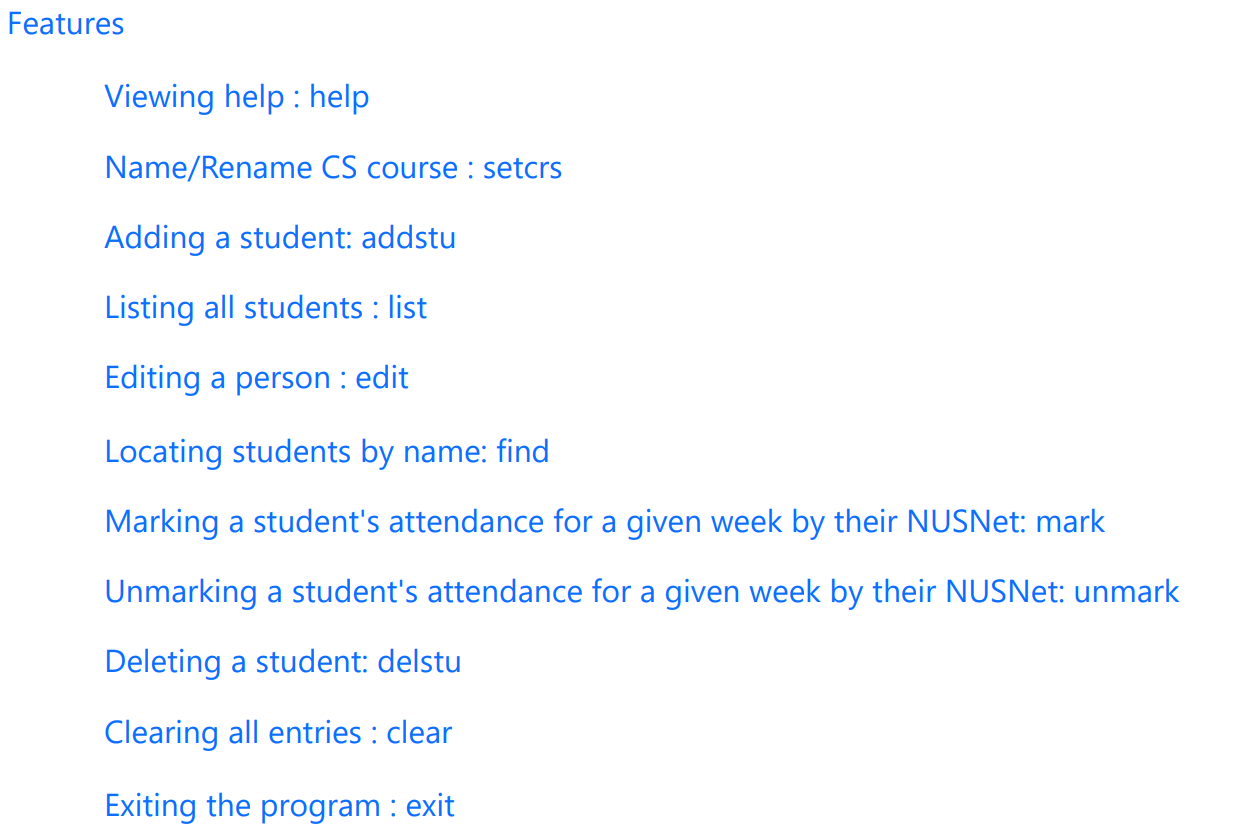 Features
Viewing help : help
Name/Rename CS course : setcrs
Adding a student: addstu
Listing all students : list
Editing a person : edit
Locating students by name: find
Marking a student's attendance for a given week by their NUSNet: mark
Unmarking a student's attendance for a given week by their NUSNet: unmark
Deleting a student: delstu
Clearing all entries : clear
Exiting the program : exit